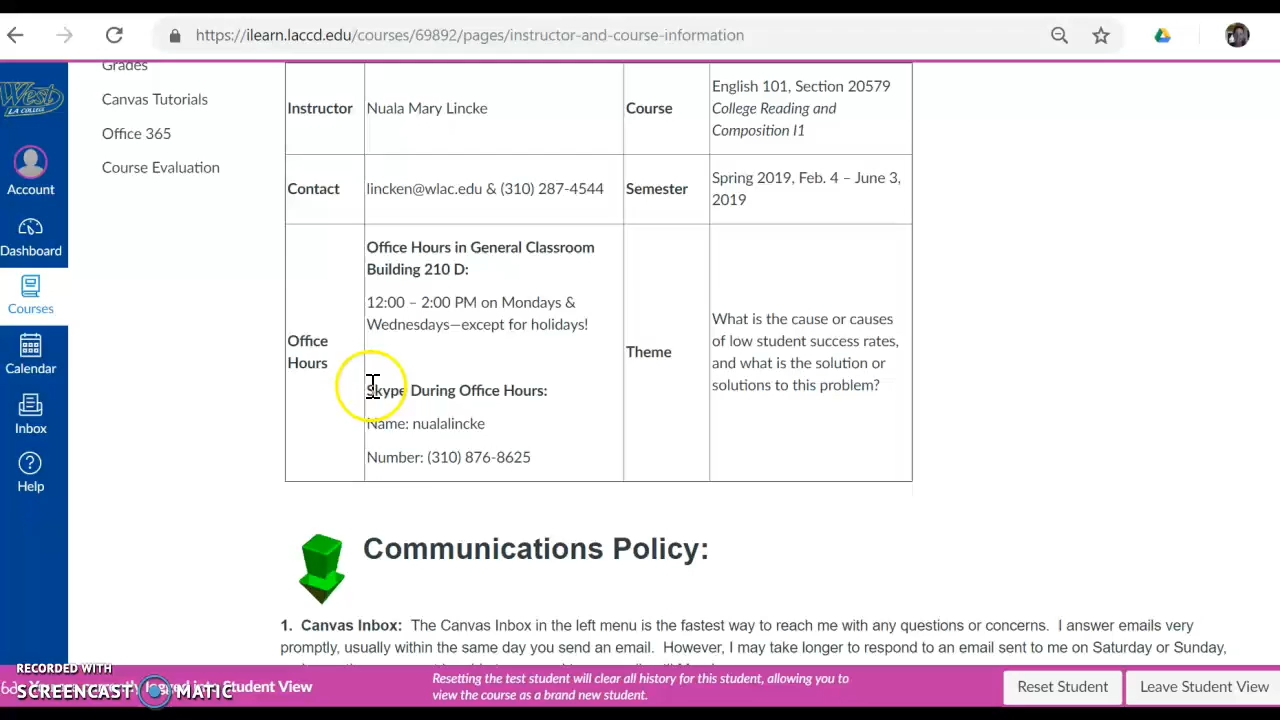 https://ilearn.laccd.edu/courses/69892/pages/instructor-and-course-information
West
LA COLLEGE
Account
Dashboard
Courses
Calendar
Inbox
Help
Grades
Canvas Tutorials
Office 365
Course Evaluation
Instructor
Nuala Mary Lincke
Course
English 101, Section 20579
College Reading and
Composition I1
Contact
lincken@wlac.edu & (310) 287-4544
Semester
Spring 2019, Feb. 4 – June 3,
2019
Office
Hours
Office Hours in General Classroom
Building 210 D:
12:00 – 2:00 PM on Mondays &
Wednesdays—except for holidays!
Skype During Office Hours:
Name: nualalincke
Number: (310) 876-8625
Theme
What is the cause or causes
of low student success rates,
and what is the solution or
solutions to this problem?
Communications Policy:
1. Canvas Inbox: The Canvas Inbox in the left menu is the fastest way to reach me with any questions or concerns. I answer emails very
promptly, usually within the same day you send an email. However, I may take longer to respond to an email sent to me on Saturday or Sunday,
RECORDED WITH
SCREENCAST MATIC
logged into Student View
Resetting the test student will clear all history for this student, allowing you to
view the course as a brand new student.
Reset Student
Leave Student View